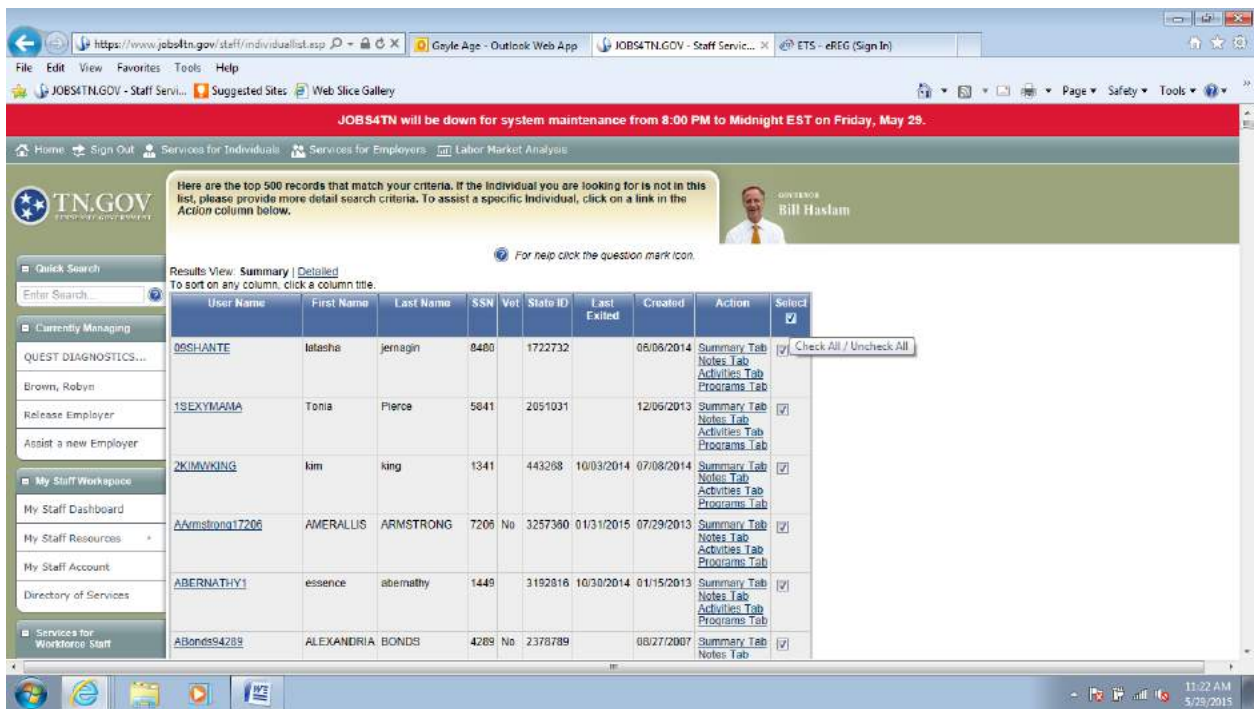 https://www.jobs4tn.gov/staff/individuallist.asp
Gayle Age - Outlook Web App
JOBS4TN.GOV - Staff Servic...
ETS - eREG (Sign In)
File Edit View Favorites Tools Help
JOBS4TN.GOV - Staff Servi...
Suggested Sites
Web Slice Gallery
Page Safety Tools
JOBS4TN will be down for system maintenance from 8:00 PM to Midnight EST on Friday, May 29.
Home Sign Out Services for Individuals Services for Employers Labor Market Analysis
TN.GOV
Here are the top 500 records that match your criteria. If the individual you are looking for is not in this
list, please provide more detail search criteria. To assist a specific individual, click on a link in the
Action column below.
GOVERNOR
Bill Haslam
For help click the question mark icon.
Quick Search
Enter Search...
Currently Managing
QUEST DIAGNOSTICS...
Brown, Robyn
Release Employer
Assist a new Employer
My Staff Workspace
My Staff Dashboard
My Staff Resources
My Staff Account
Directory of Services
Services for
Workforce Staff
Results View: Summary | Detailed
To sort on any column, click a column title.
User Name First Name Last Name SSN Vet State ID Last Exited Created Action Select
09SHANTE latasha jernagin 8480 1722732 06/06/2014 Summary Tab
Check All / Uncheck All
Notes Tab
Activities Tab
Programs Tab
1SEXYMAMA Tonia Pierce 5841 2051031 12/06/2013 Summary Tab
Notes Tab
Activities Tab
Programs Tab
2KIMWKING kim king 1341 443268 10/03/2014 07/08/2014 Summary Tab
Notes Tab
Activities Tab
Programs Tab
AArmstrong17206 AMERALLIS ARMSTRONG 7206 No 3257360 01/31/2015 07/29/2013 Summary Tab
Notes Tab
Activities Tab
Programs Tab
ABERNATHY1 essence abernathy 1449 3192816 10/30/2014 01/15/2013 Summary Tab
Notes Tab
Activities Tab
Programs Tab
ABonds94289 ALEXANDRIA BONDS 4289 No 2378789 08/27/2007 Summary Tab
Notes Tab
11:22 AM
5/29/2015